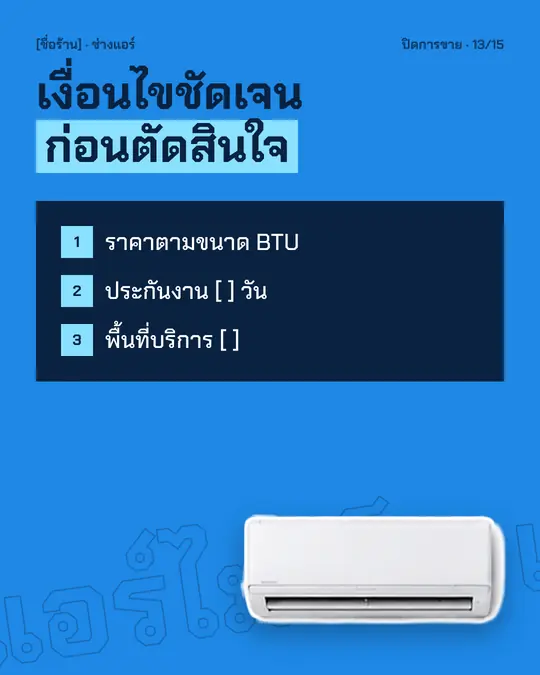 [ชื่อร้าน] · ช่างแอร์
ปิดการขาย · 13/15
เงื่อนไขชัดเจน
ก่อนตัดสินใจ
1 ราคาตามขนาด BTU
2 ประกันงาน [ ] วัน
3 พื้นที่บริการ [ ]